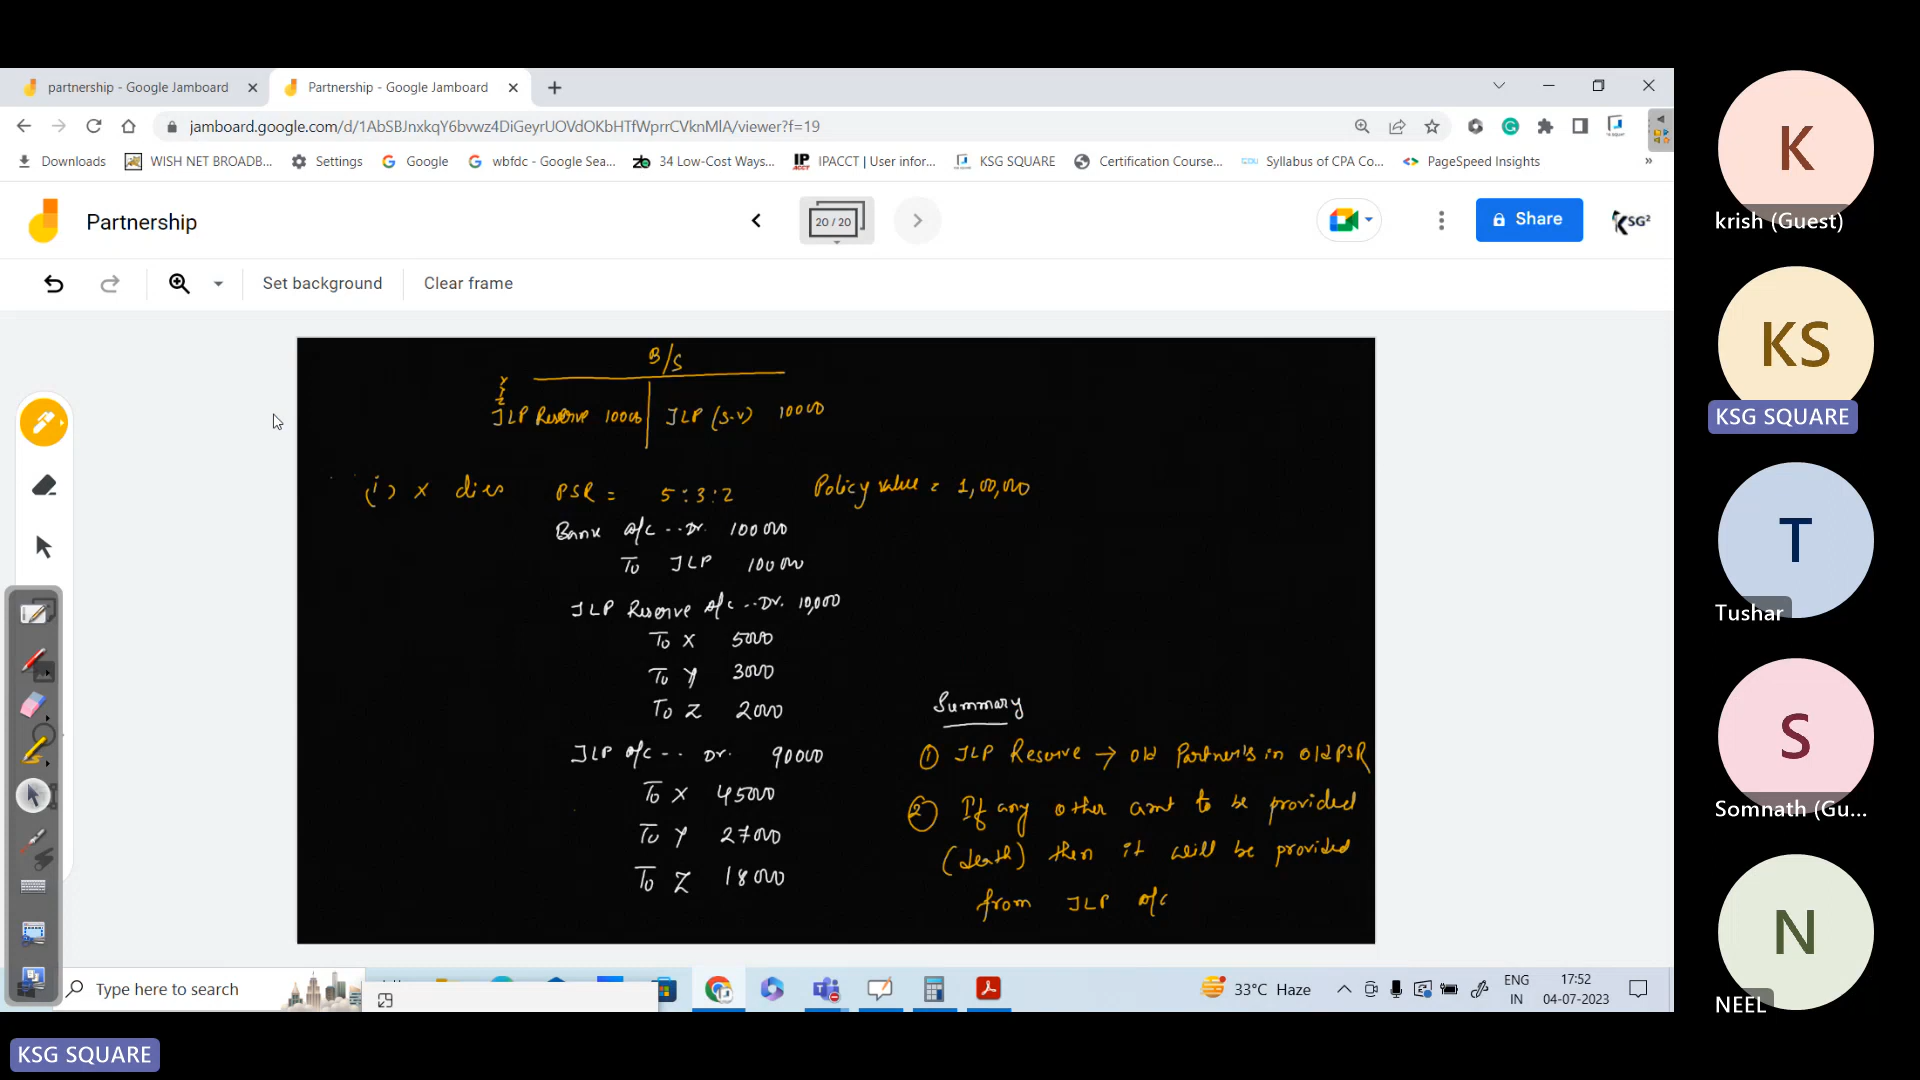 partnership - Google Jamboard
Partnership - Google Jamboard
jamboard.google.com/d/1AbSBJnxkqY6bvwz4DiGeyrUOVdOKbHTfWprrCVknMlA/viewer?f=19
Downloads
WISH NET BROADB...
Settings
Google
wbfdc - Google Sea...
34 Low-Cost Ways...
IPACCT | User infor...
KSG SQUARE
Certification Course...
Syllabus of CPA Co...
PageSpeed Insights
»
Partnership
20 / 20
Share
KSG²
Set background
Clear frame
B/S
X
Y
Z
JLP Reserve 10000
JLP (S.V) 10000
(i) X dies PSR = 5:3:2 Policy value = 1,00,000
Bank A/c -- Dr. 100000
To JLP 100000
JLP Reserve A/c -- Dr. 10,000
To X 5000
To Y 3000
To Z 2000
JLP A/c -- Dr. 90000
To X 45000
To Y 27000
To Z 18000
Summary
① JLP Reserve → old Partners in old PSR
② If any other amt to be provided
(death) then it will be provided
from JLP A/c
Type here to search
33°C Haze
ENG
IN
17:52
04-07-2023
K
krish (Guest)
KS
KSG SQUARE
T
Tushar
S
Somnath (Gu...
N
NEEL
KSG SQUARE